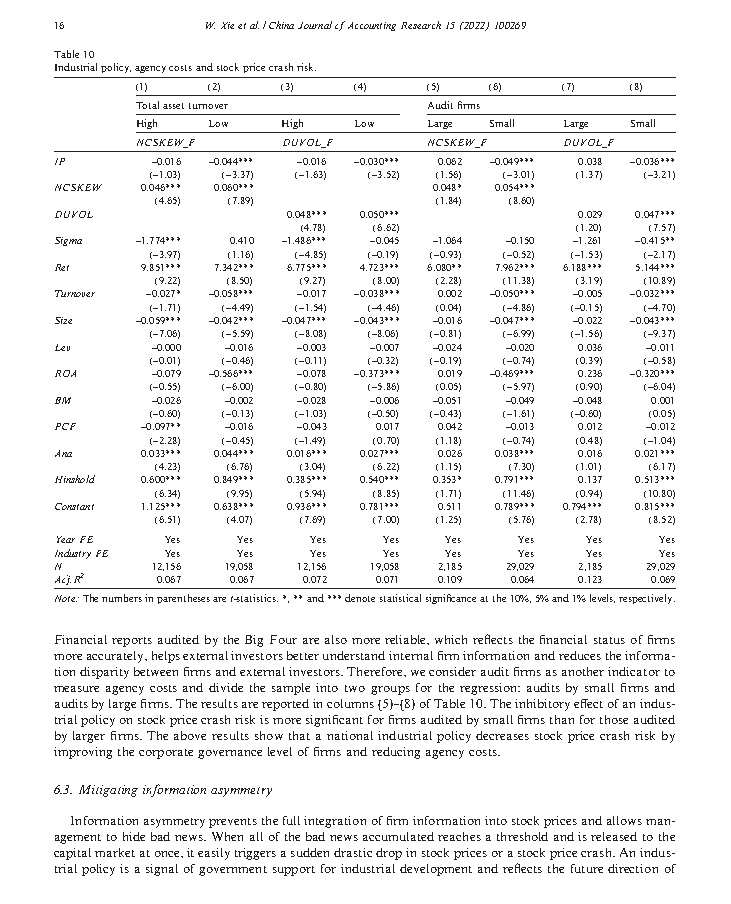 16 W. Xie et al. / China Journal of Accounting Research 15 (2022) 100269
Table 10
Industrial policy, agency costs and stock price crash risk.
(1) (2) (3) (4) (5) (6) (7) (8)
Total asset turnover Audit firms
High Low High Low Large Small Large Small
NCSKEW_F DUVOL_F NCSKEW_F DUVOL_F
IP −0.016 −0.044*** −0.016 −0.030*** 0.062 −0.049*** 0.038 −0.036***
(−1.03) (−3.37) (−1.63) (−3.52) (1.56) (−3.01) (1.37) (−3.21)
NCSKEW 0.046*** 0.060*** 0.048* 0.054***
(4.65) (7.89) (1.84) (8.60)
DUVOL 0.048*** 0.050*** 0.029 0.047***
(4.78) (6.62) (1.20) (7.57)
Sigma −1.774*** 0.410 −1.486*** −0.045 −1.064 −0.150 −1.261 −0.415**
(−3.97) (1.16) (−4.85) (−0.19) (−0.93) (−0.52) (−1.53) (−2.17)
Ret 9.851*** 7.342*** 6.775*** 4.723*** 6.080** 7.962*** 6.188*** 5.144***
(9.22) (8.50) (9.27) (8.00) (2.28) (11.38) (3.19) (10.89)
Turnover −0.027* −0.058*** −0.017 −0.038*** 0.002 −0.050*** −0.005 −0.032***
(−1.71) (−4.49) (−1.54) (−4.46) (0.04) (−4.86) (−0.15) (−4.70)
Size −0.059*** −0.042*** −0.047*** −0.043*** −0.016 −0.047*** −0.022 −0.043***
(−7.06) (−5.59) (−8.08) (−8.06) (−0.81) (−6.99) (−1.56) (−9.37)
Lev −0.000 −0.016 −0.003 −0.007 −0.024 −0.020 0.036 −0.011
(−0.01) (−0.46) (−0.11) (−0.32) (−0.19) (−0.74) (0.39) (−0.58)
ROA −0.079 −0.566*** −0.078 −0.373*** 0.019 −0.469*** 0.236 −0.320***
(−0.55) (−6.00) (−0.80) (−5.86) (0.05) (−5.97) (0.90) (−6.04)
BM −0.026 −0.002 −0.028 −0.006 −0.051 −0.049 −0.048 0.001
(−0.60) (−0.13) (−1.03) (−0.50) (−0.43) (−1.61) (−0.60) (0.05)
PCF −0.097** −0.016 −0.043 0.017 0.042 −0.013 0.012 −0.012
(−2.28) (−0.45) (−1.49) (0.70) (1.18) (−0.74) (0.48) (−1.04)
Ana 0.033*** 0.044*** 0.016*** 0.027*** 0.026 0.038*** 0.016 0.021***
(4.23) (6.76) (3.04) (6.22) (1.15) (7.30) (1.01) (6.17)
Hinshold 0.600*** 0.849*** 0.385*** 0.540*** 0.353* 0.791*** 0.137 0.513***
(6.34) (9.95) (5.94) (8.85) (1.71) (11.46) (0.94) (10.80)
Constant 1.125*** 0.638*** 0.936*** 0.781*** 0.511 0.789*** 0.794*** 0.815***
(6.51) (4.07) (7.69) (7.00) (1.25) (5.76) (2.78) (8.52)
Year FE Yes Yes Yes Yes Yes Yes Yes Yes
Industry FE Yes Yes Yes Yes Yes Yes Yes Yes
N 12,156 19,058 12,156 19,058 2,185 29,029 2,185 29,029
Adj. R² 0.067 0.067 0.072 0.071 0.109 0.064 0.123 0.069
Note: The numbers in parentheses are t-statistics. *, ** and *** denote statistical significance at the 10%, 5% and 1% levels, respectively.
Financial reports audited by the Big Four are also more reliable, which reflects the financial status of firms
more accurately, helps external investors better understand internal firm information and reduces the informa-
tion disparity between firms and external investors. Therefore, we consider audit firms as another indicator to
measure agency costs and divide the sample into two groups for the regression: audits by small firms and
audits by large firms. The results are reported in columns (5)–(8) of Table 10. The inhibitory effect of an indus-
trial policy on stock price crash risk is more significant for firms audited by small firms than for those audited
by larger firms. The above results show that a national industrial policy decreases stock price crash risk by
improving the corporate governance level of firms and reducing agency costs.
6.3. Mitigating information asymmetry
Information asymmetry prevents the full integration of firm information into stock prices and allows man-
agement to hide bad news. When all of the bad news accumulated reaches a threshold and is released to the
capital market at once, it easily triggers a sudden drastic drop in stock prices or a stock price crash. An indus-
trial policy is a signal of government support for industrial development and reflects the future direction of